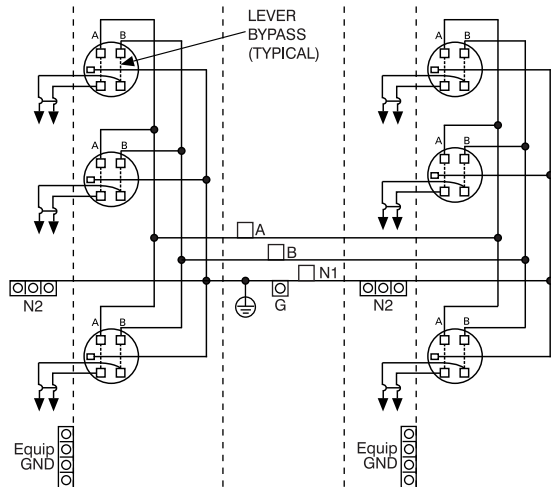 LEVER
BYPASS
(TYPICAL)
A B
A B
A B
A B
A
B
N1
N2
G
N2
A B
A B
Equip
GND
Equip
GND